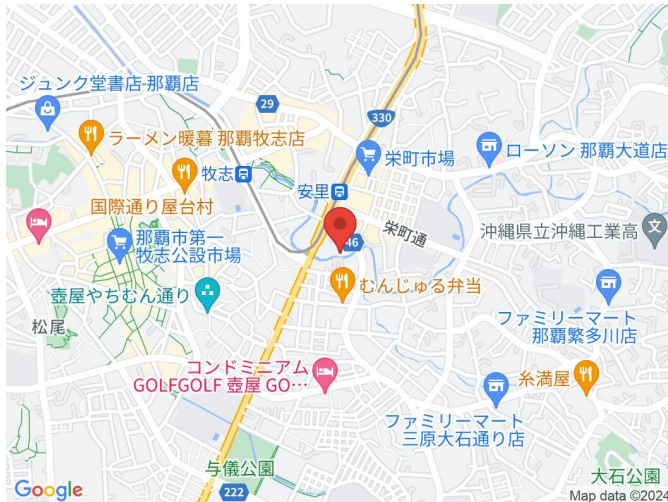 ジュンク堂書店-那覇店
29
330
ラーメン暖暮 那覇牧志店
栄町市場
ローソン 那覇大道店
牧志
安里
国際通り屋台村
栄町通
沖縄県立沖縄工業高
那覇市第一
牧志公設市場
46
むんじゅる弁当
壺屋やちむん通り
ファミリーマート
那覇繁多川店
松尾
コンドミニアム
GOLFGOLF 壺屋 GO…
糸満屋
ファミリーマート
三原大石通り店
与儀公園
大石公園
222
Google
Map data ©202